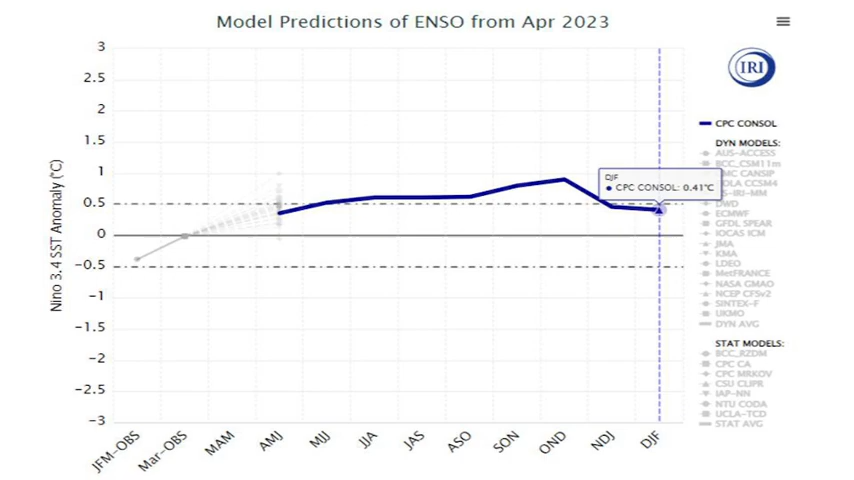 Model Predictions of ENSO from Apr 2023
IRI
3
2.5
2
1.5
1
0.5
0
−0.5
−1
−1.5
−2
−2.5
−3
Nino 3.4 SST Anomaly (°C)
JFM-OBS
Mar-OBS
MAM
AMJ
MJJ
JJA
JAS
ASO
SON
OND
NDJ
DJF
DJF
CPC CONSOL: 0.41°C
CPC CONSOL
DYN MODELS:
AUS-ACCESS
BCC_CSM11m
CANSIP
CCSM4
IRI-MM
DWD
ECMWF
GFDL SPEAR
IOCAS ICM
JMA
KMA
LDEO
MetFRANCE
NASA GMAO
NCEP CFSv2
SINTEX-F
UKMO
DYN AVG
STAT MODELS:
BCC_RZDM
CPC CA
CPC MRKOV
CSU CLIPR
IAP-NN
NTU CODA
UCLA-TCD
STAT AVG